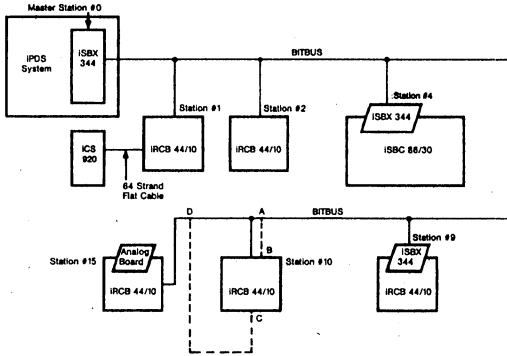 Master Station #0
iPDS
System
iSBX
344
BITBUS
Station #1
Station #2
Station #4
iSBX 344
ICS
920
iRCB 44/10
iRCB 44/10
iSBC 86/30
64 Strand
Flat Cable
D
A
BITBUS
Station #15
Analog
Board
B
Station #10
Station #9
iSBX
344
iRCB 44/10
iRCB 44/10
iRCB 44/10
C